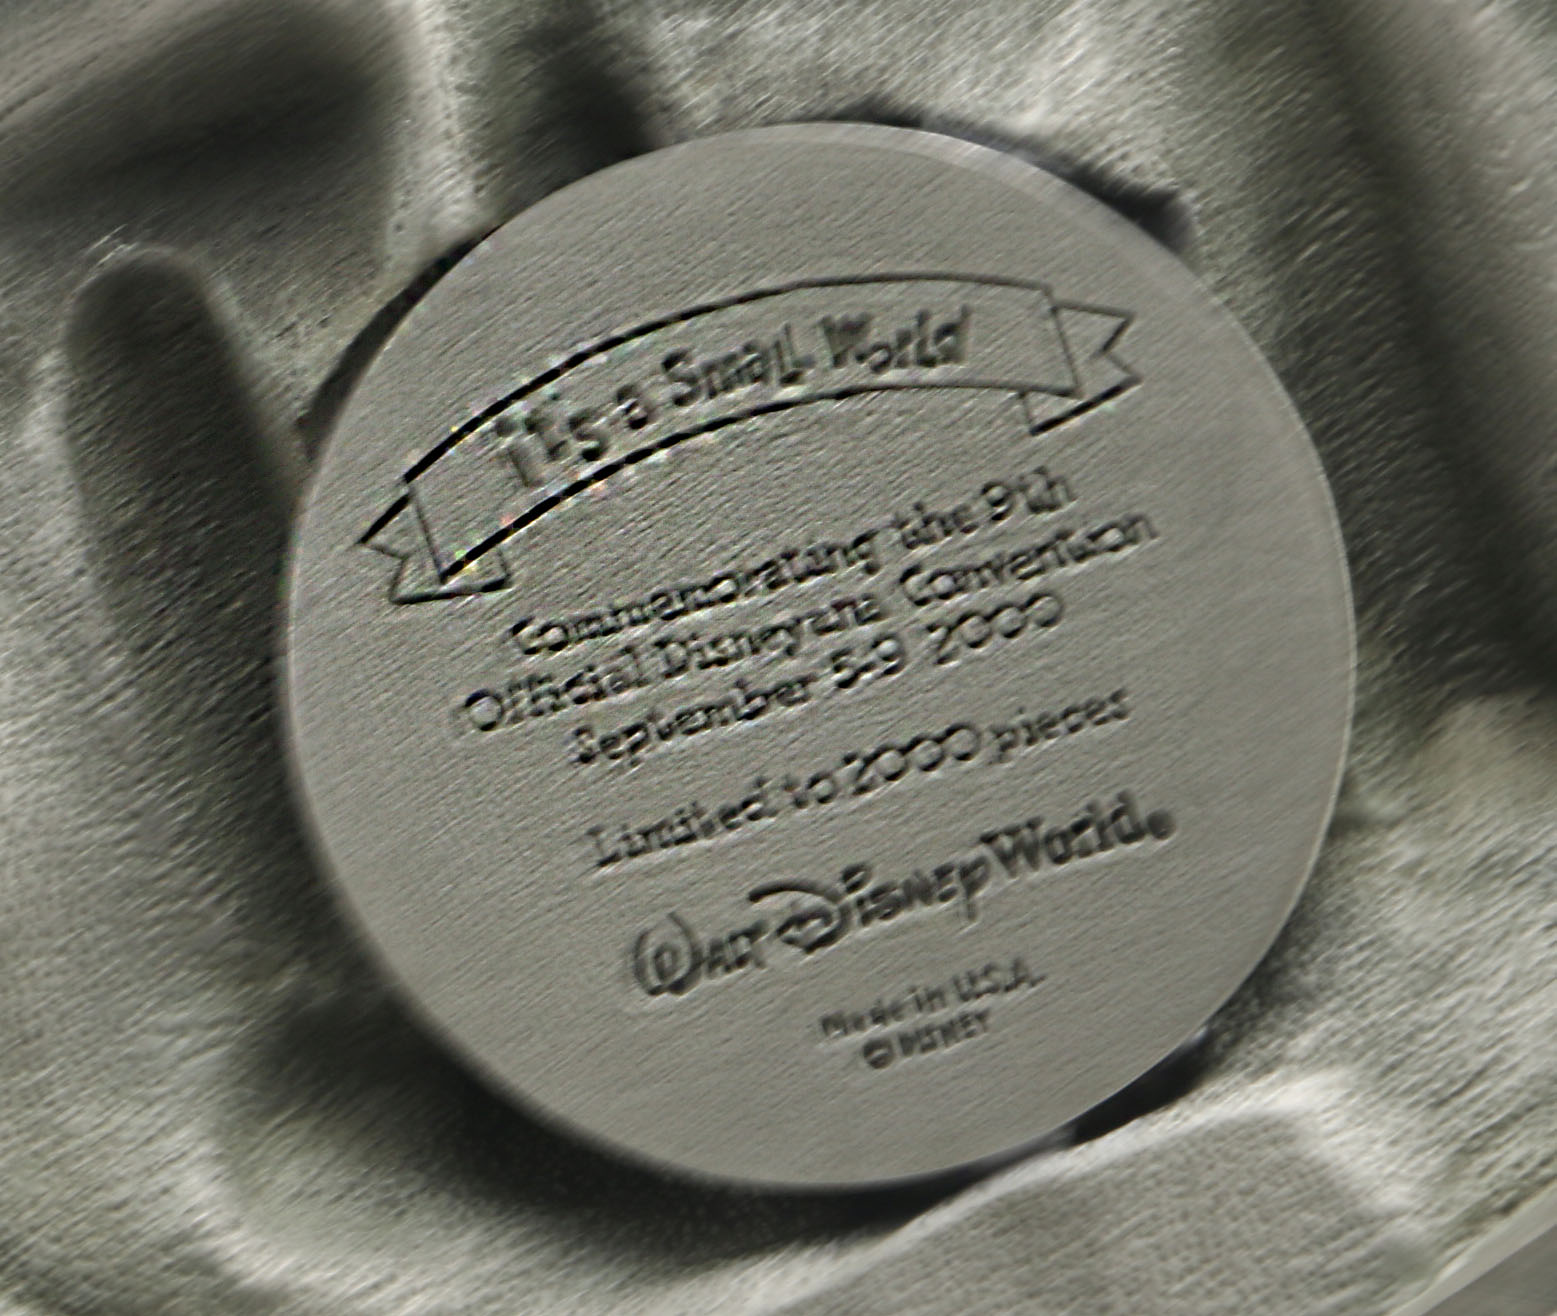 it's a Small World
Commemorating the 9th
Official Disneyana Convention
September 5-9 2000
Limited to 2000 pieces
Walt Disney World®
Made in U.S.A.
© DISNEY